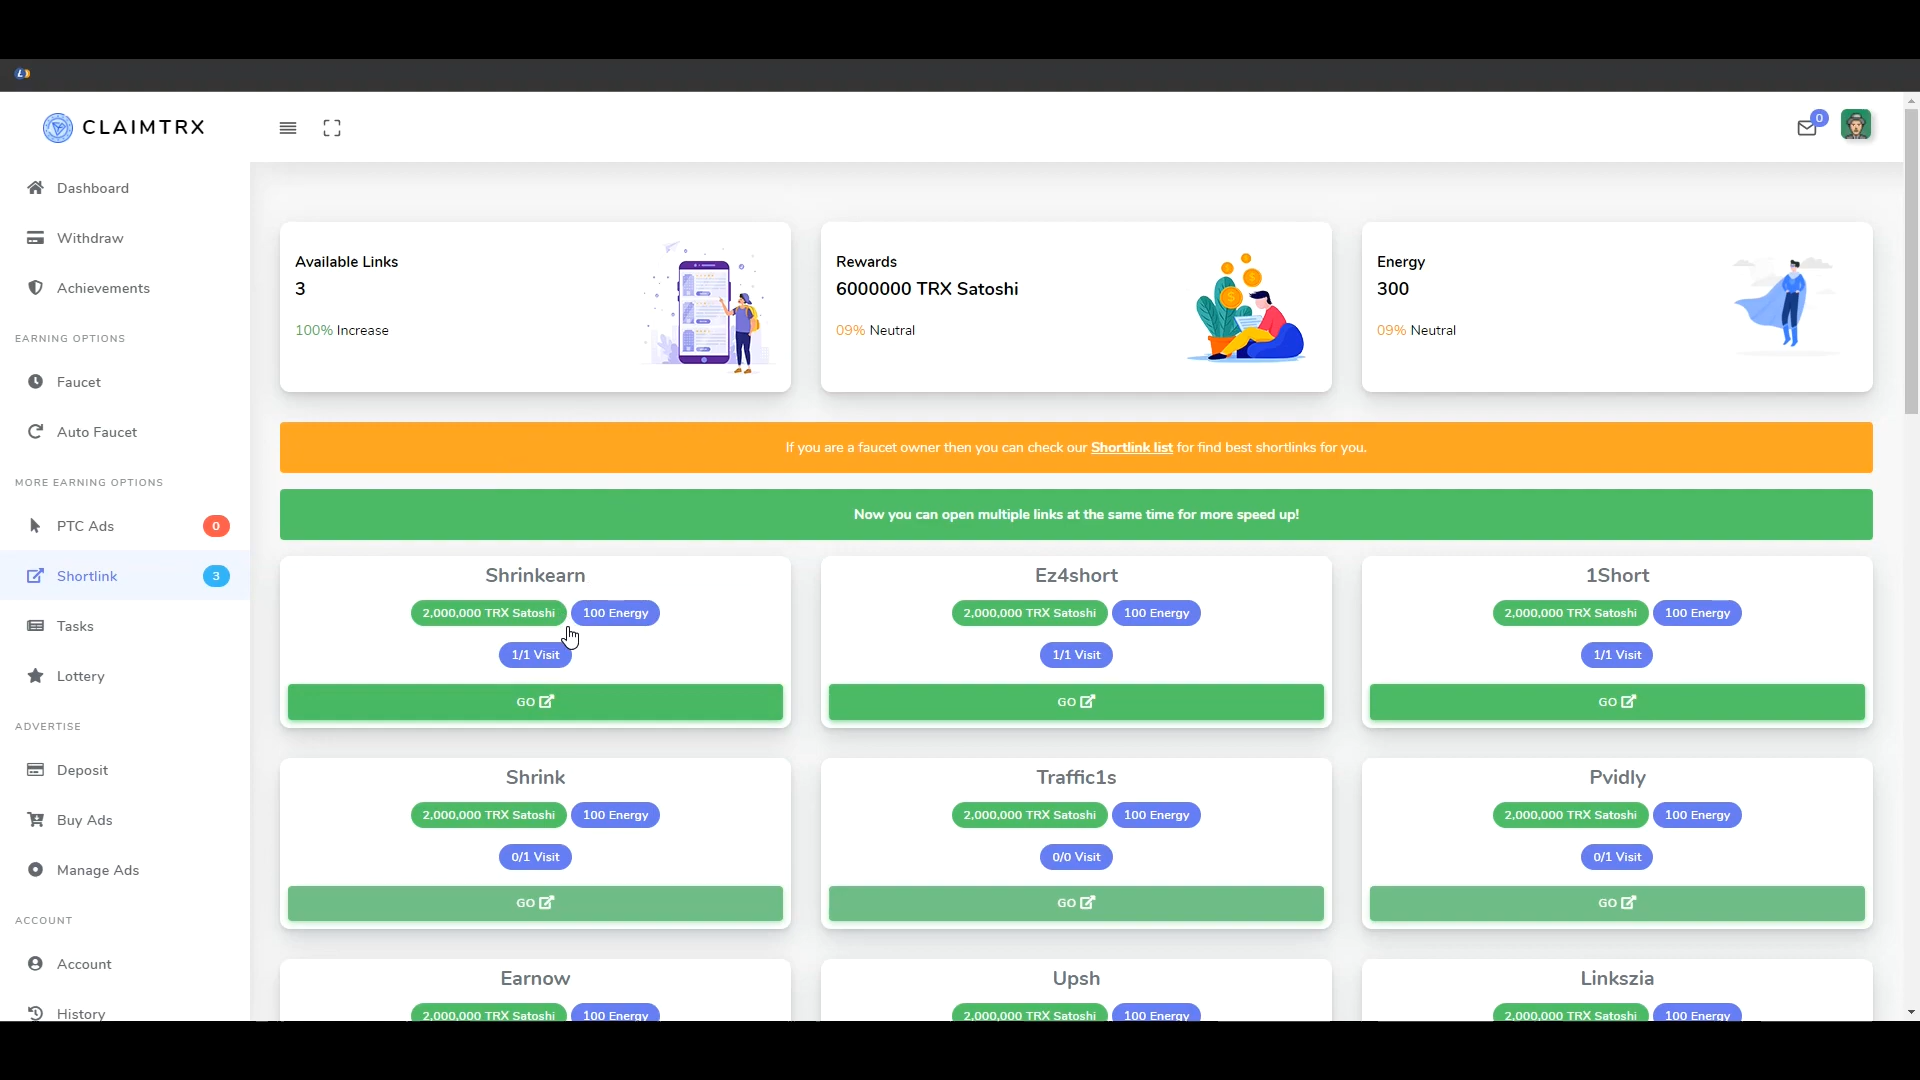 CLAIMTRX
0
Dashboard
Withdraw
Achievements
EARNING OPTIONS
Faucet
Auto Faucet
MORE EARNING OPTIONS
PTC Ads 0
Shortlink 3
Tasks
Lottery
ADVERTISE
Deposit
Buy Ads
Manage Ads
ACCOUNT
Account
History
Available Links
3
100% Increase
Rewards
6000000 TRX Satoshi
09% Neutral
Energy
300
09% Neutral
If you are a faucet owner then you can check our Shortlink list for find best shortlinks for you.
Now you can open multiple links at the same time for more speed up!
Shrinkearn
2,000,000 TRX Satoshi 100 Energy
1/1 Visit
GO
Ez4short
2,000,000 TRX Satoshi 100 Energy
1/1 Visit
GO
1Short
2,000,000 TRX Satoshi 100 Energy
1/1 Visit
GO
Shrink
2,000,000 TRX Satoshi 100 Energy
0/1 Visit
GO
Traffic1s
2,000,000 TRX Satoshi 100 Energy
0/0 Visit
GO
Pvidly
2,000,000 TRX Satoshi 100 Energy
0/1 Visit
GO
Earnow
2,000,000 TRX Satoshi 100 Energy
Upsh
2,000,000 TRX Satoshi 100 Energy
Linkszia
2,000,000 TRX Satoshi 100 Energy